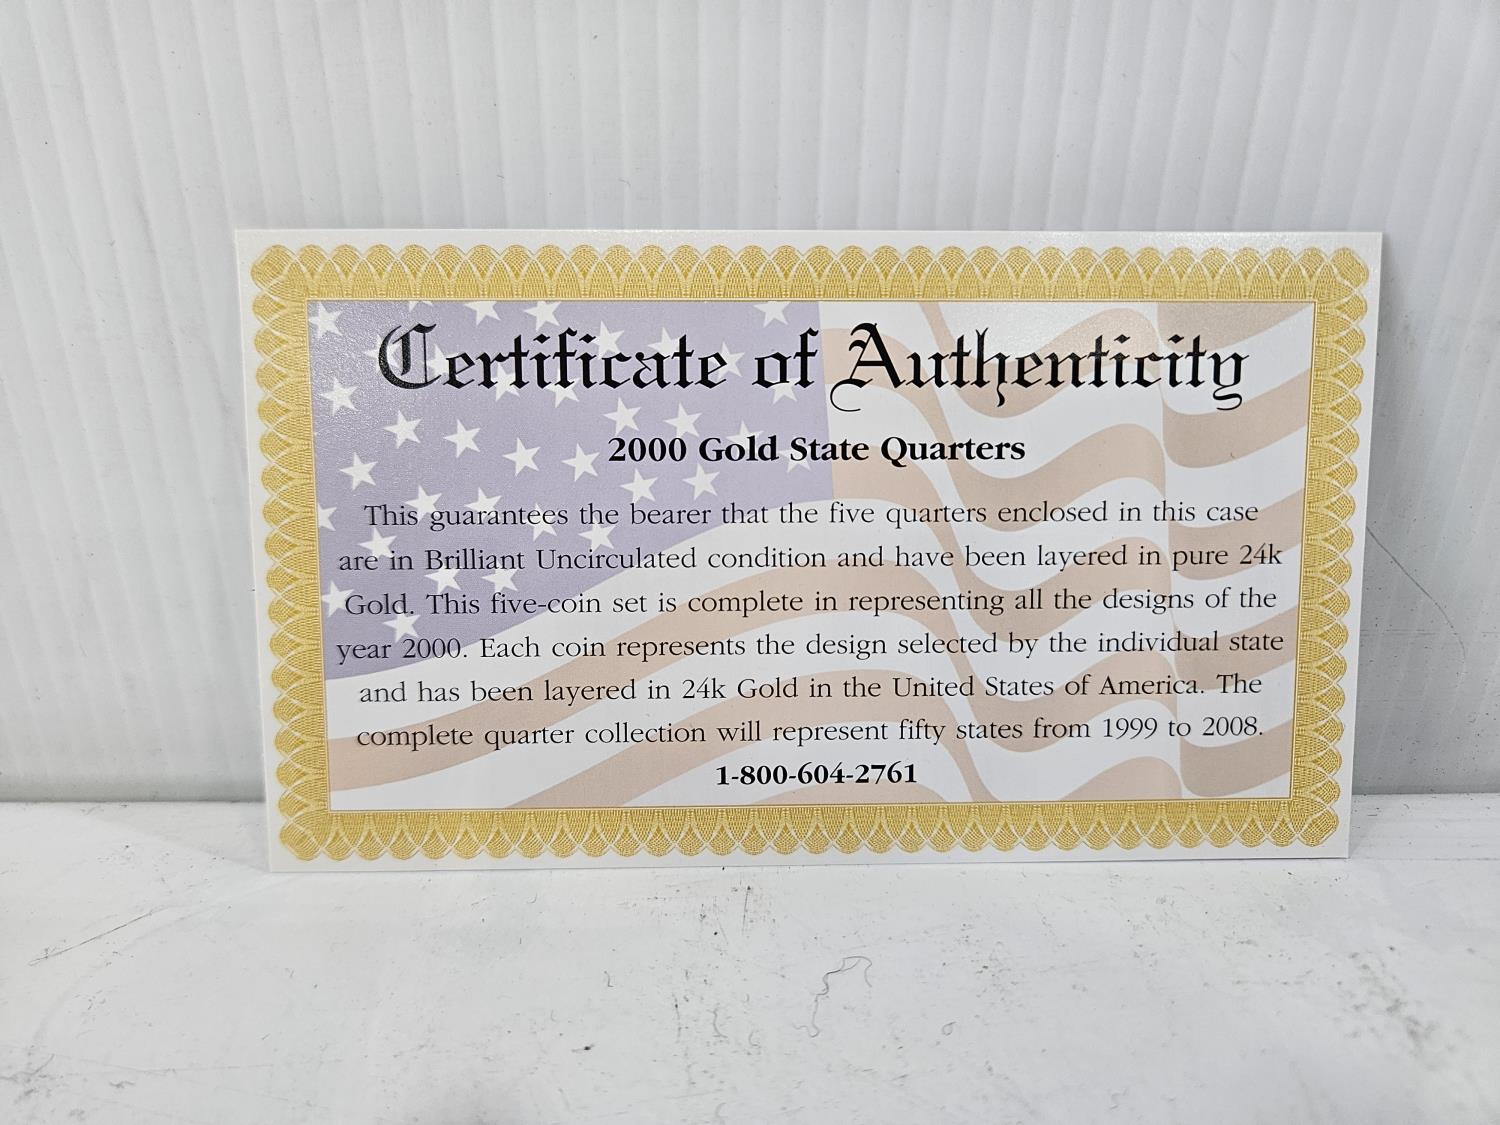 Certificate of Authenticity
2000 Gold State Quarters
This guarantees the bearer that the five quarters enclosed in this case
are in Brilliant Uncirculated condition and have been layered in pure 24k
Gold. This five-coin set is complete in representing all the designs of the
year 2000. Each coin represents the design selected by the individual state
and has been layered in 24k Gold in the United States of America. The
complete quarter collection will represent fifty states from 1999 to 2008.
1-800-604-2761